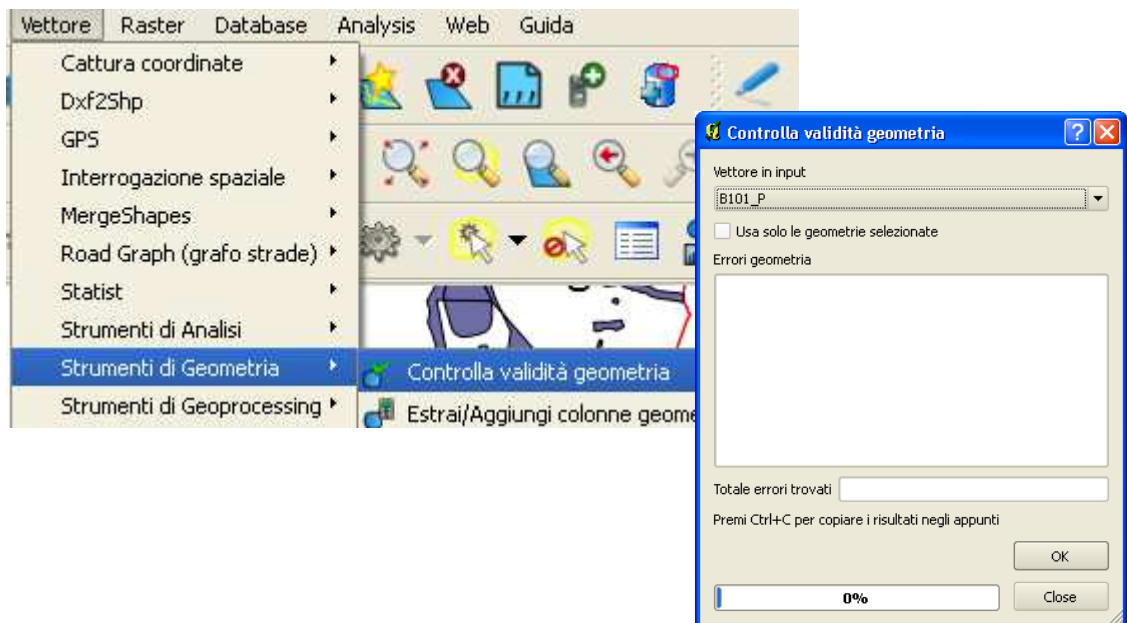 Vettore Raster Database Analysis Web Guida
Cattura coordinate
Dxf2Shp
GPS
Interrogazione spaziale
MergeShapes
Road Graph (grafo strade)
Statist
Strumenti di Analisi
Strumenti di Geometria
Strumenti di Geoprocessing
Controlla validità geometria
Estrai/Aggiungi colonne geome
Controlla validità geometria
Vettore in input
B101_P
Usa solo le geometrie selezionate
Errori geometria
Totale errori trovati
Premi Ctrl+C per copiare i risultati negli appunti
OK
0%
Close